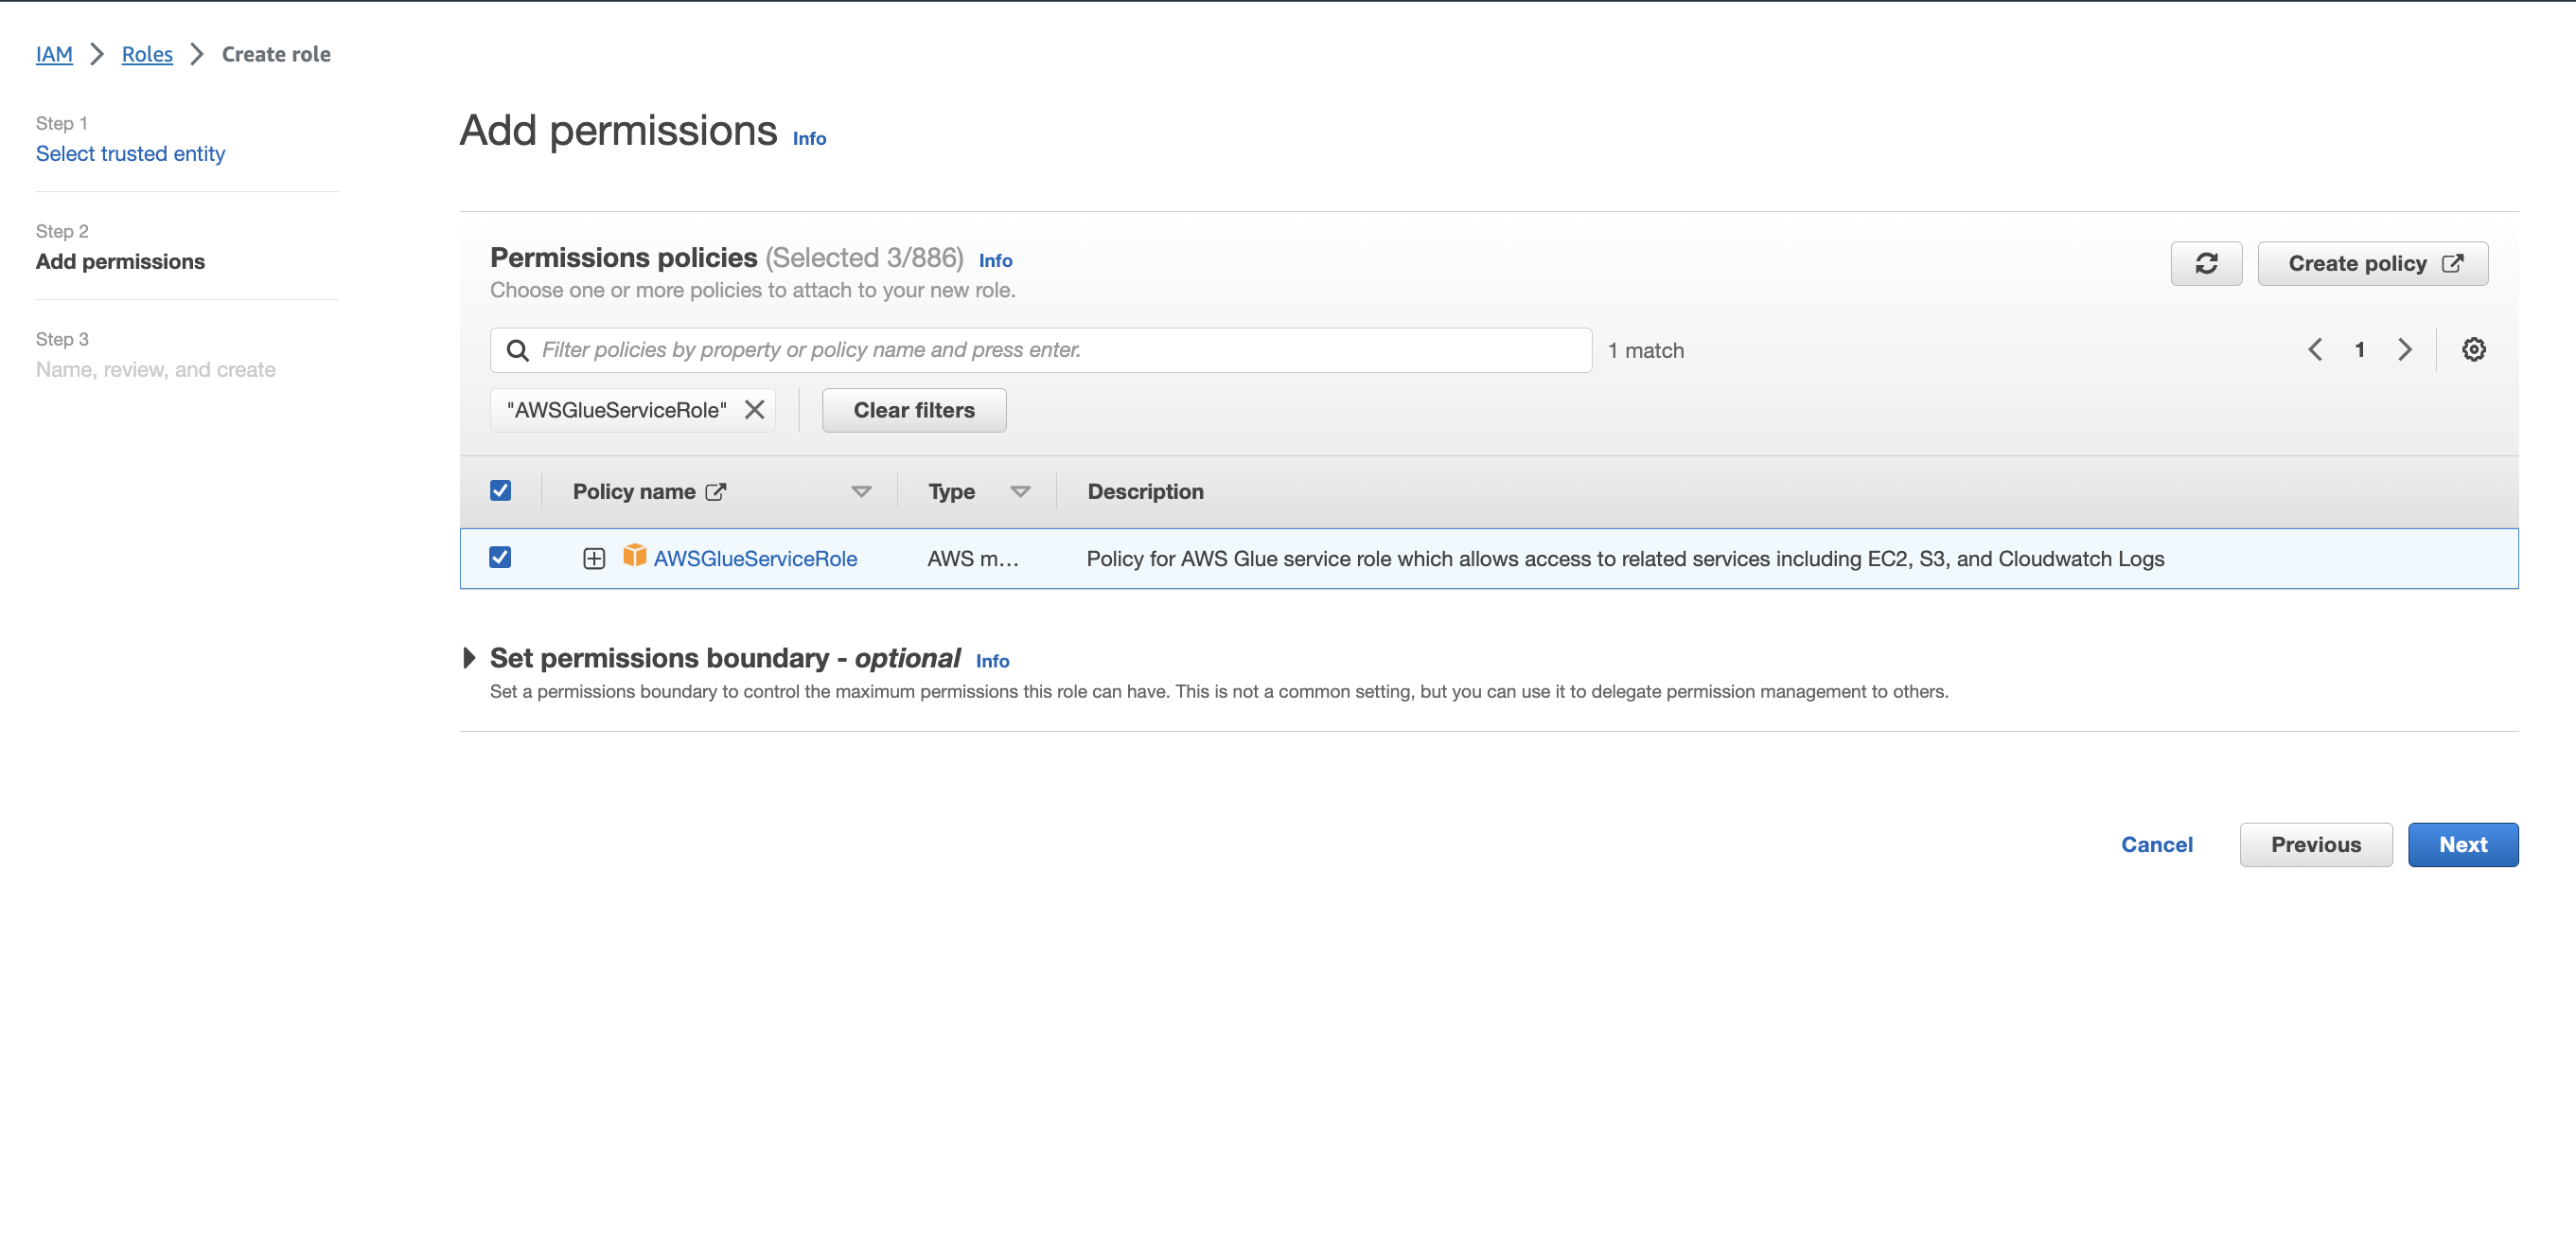 IAM > Roles > Create role
Step 1
Select trusted entity
Step 2
Add permissions
Step 3
Name, review, and create
Add permissions Info
Permissions policies (Selected 3/886) Info
Choose one or more policies to attach to your new role.
Create policy
Filter policies by property or policy name and press enter.
1 match
1
"AWSGlueServiceRole"
Clear filters
Policy name Type Description
AWSGlueServiceRole AWS m... Policy for AWS Glue service role which allows access to related services including EC2, S3, and Cloudwatch Logs
Set permissions boundary - optional Info
Set a permissions boundary to control the maximum permissions this role can have. This is not a common setting, but you can use it to delegate permission management to others.
Cancel Previous Next